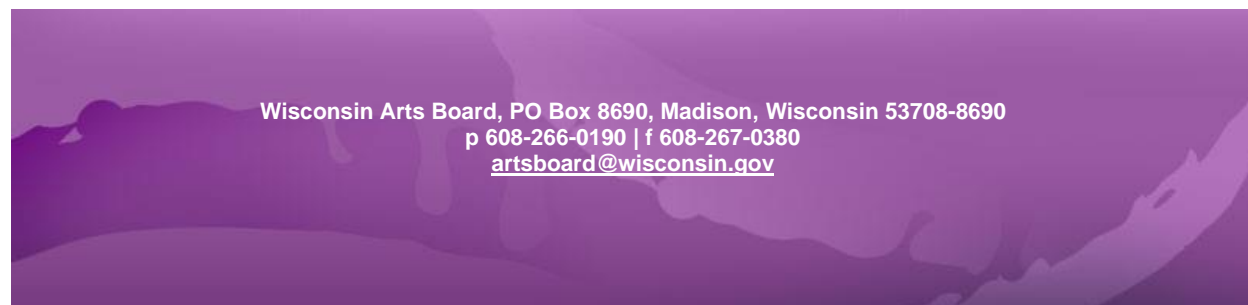 Wisconsin Arts Board, PO Box 8690, Madison, Wisconsin 53708-8690
p 608-266-0190 | f 608-267-0380
artsboard@wisconsin.gov